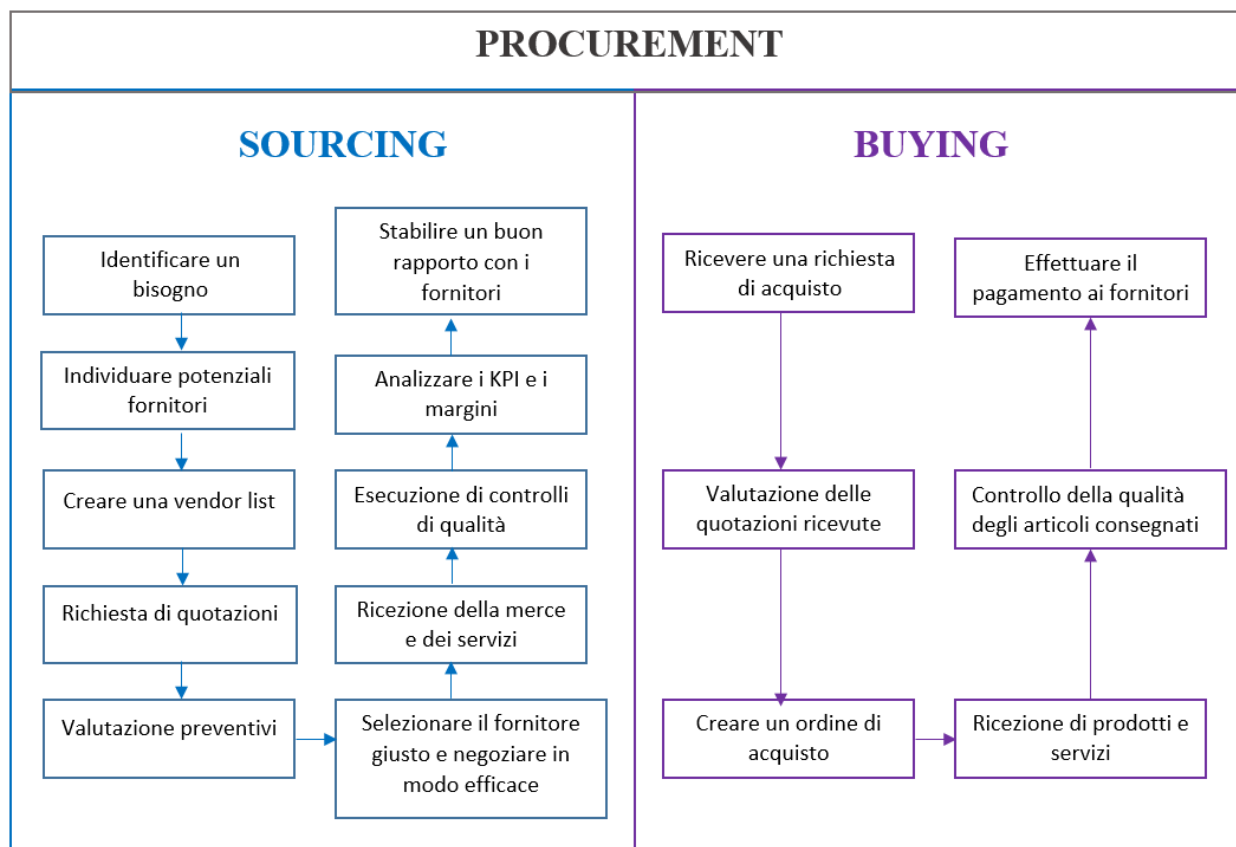 PROCUREMENT
SOURCING
Identificare un
bisogno
Individuare potenziali
fornitori
Creare una vendor list
Richiesta di quotazioni
Valutazione preventivi
Selezionare il fornitore
giusto e negoziare in
modo efficace
Ricezione della merce
e dei servizi
Esecuzione di controlli
di qualità
Analizzare i KPI e i
margini
Stabilire un buon
rapporto con i
fornitori
BUYING
Ricevere una richiesta
di acquisto
Valutazione delle
quotazioni ricevute
Creare un ordine di
acquisto
Ricezione di prodotti e
servizi
Controllo della qualità
degli articoli consegnati
Effettuare il
pagamento ai fornitori